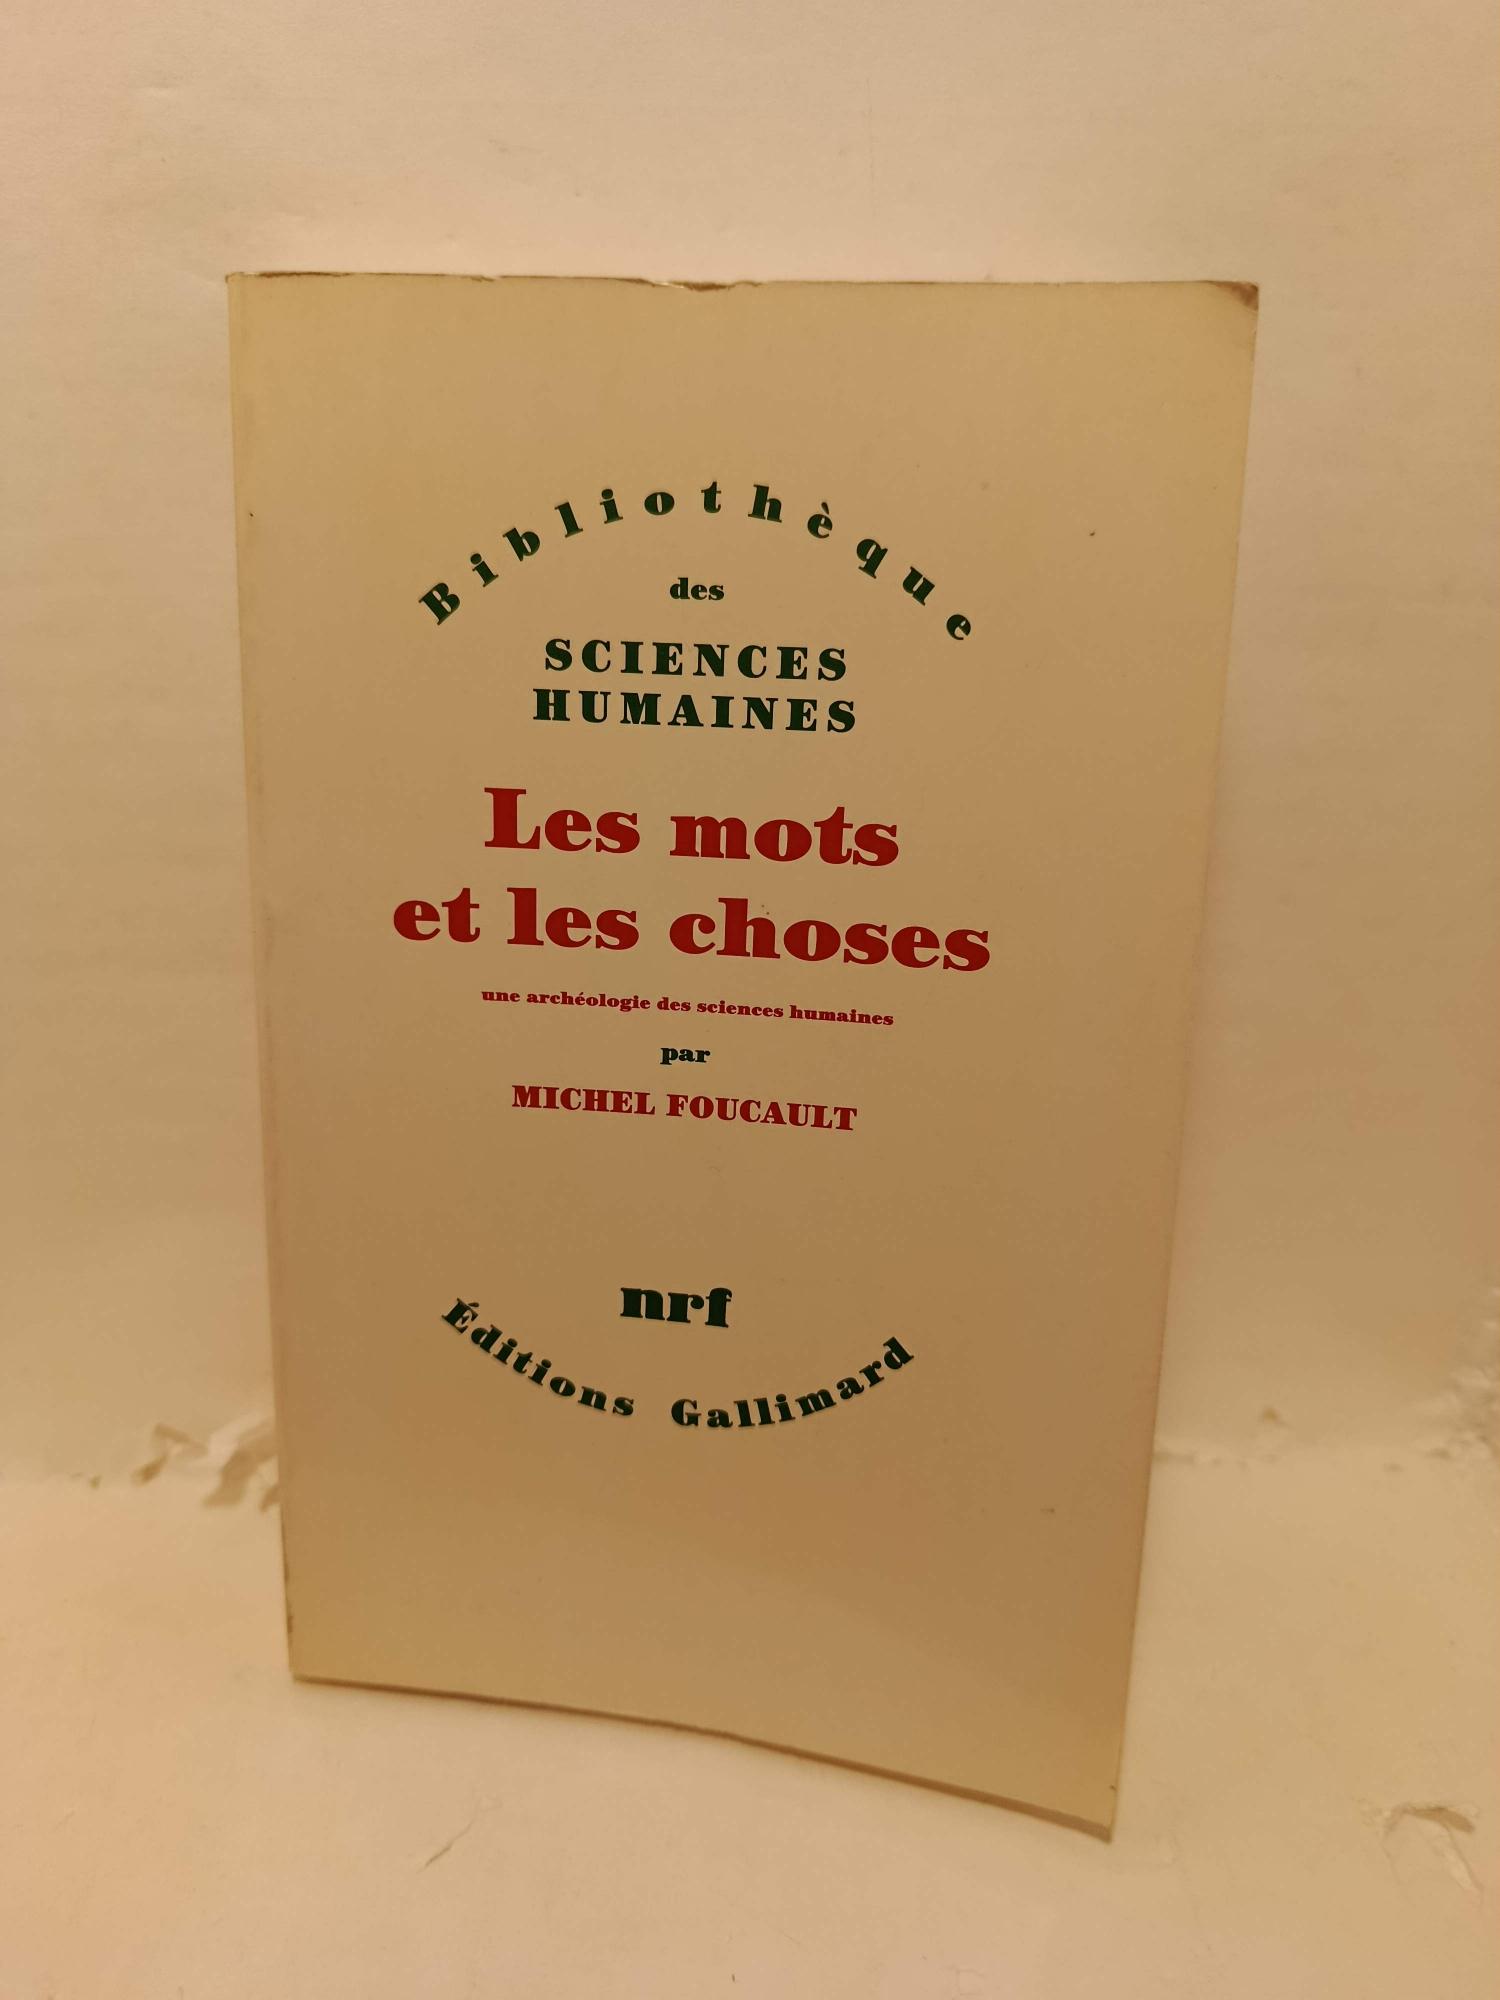 Bibliothèque
des
SCIENCES
HUMAINES
Les mots
et les choses
une archéologie des sciences humaines
par
MICHEL FOUCAULT
nrf
Éditions Gallimard